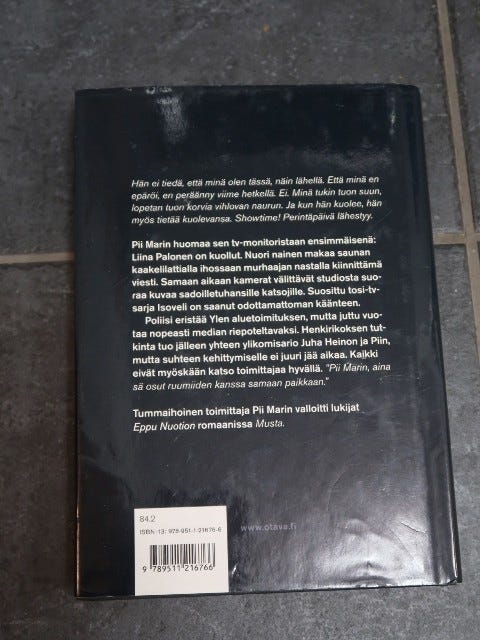 Hän ei tiedä, että minä olen tässä, näin lähellä. Että minä en
epäröi, en peräänny viime hetkellä. Ei. Minä tukin tuon suun,
lopetan tuon korvia vihlovan naurun. Ja kun hän kuolee, hän
myös tietää kuolevansa. Showtime! Perintäpäivä lähestyy.
Pii Marin huomaa sen tv-monitoristaan ensimmäisenä:
Liina Palonen on kuollut. Nuori nainen makaa saunan
kaakelilattialla ihossaan murhaajan nastalla kiinnittämä
viesti. Samaan aikaan kamerat välittävät studiosta suo-
raa kuvaa sadoilletuhansille katsojille. Suosittu tosi-tv-
sarja Isoveli on saanut odottamattoman käänteen.
Poliisi eristää Ylen aluetoimituksen, mutta juttu vuo-
taa nopeasti median riepoteltavaksi. Henkirikoksen tut-
kinta tuo jälleen yhteen ylikomisario Juha Heinon ja Piin,
mutta suhteen kehittymiselle ei juuri jää aikaa. Kaikki
eivät myöskään katso toimittajaa hyvällä. "Pii Marin, aina
sä osut ruumiiden kanssa samaan paikkaan."
Tummaihoinen toimittaja Pii Marin valloitti lukijat
Eppu Nuotion romaanissa Musta.
84.2
ISBN-13: 978-951-1-21676-6
www.otava.fi
9 789511 216766